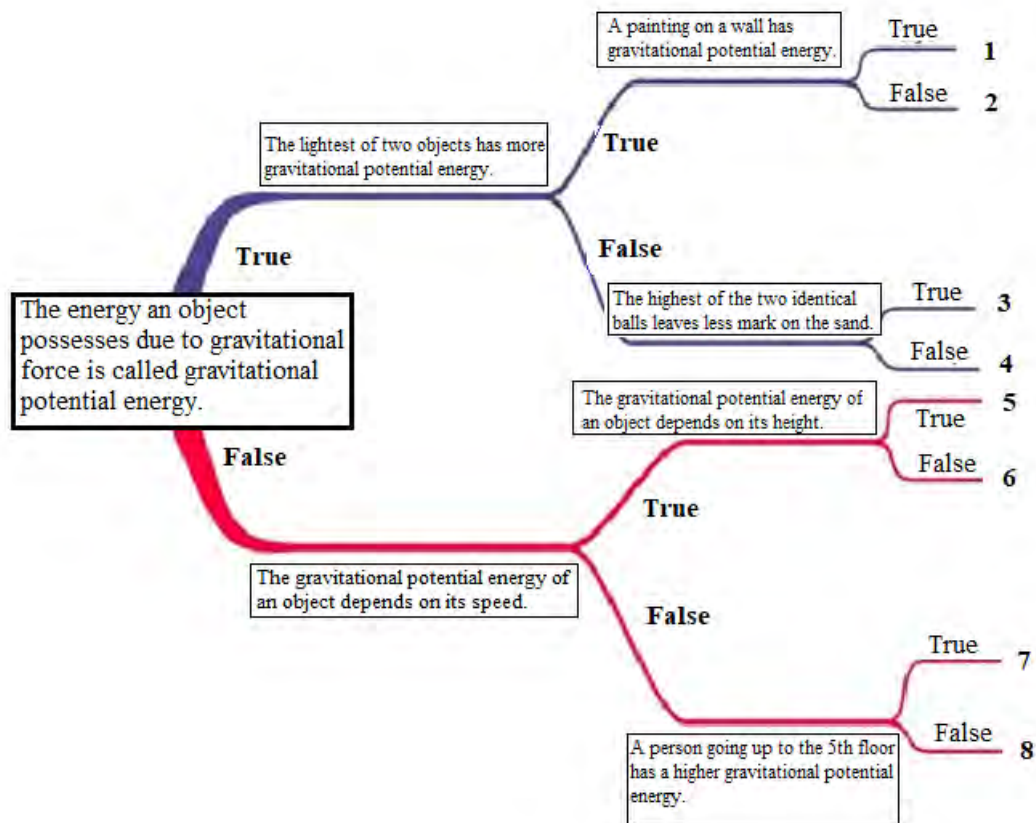 A painting on a wall has
gravitational potential energy.
True
1
False
2
The lightest of two objects has more
gravitational potential energy.
True
True
False
The highest of the two identical
balls leaves less mark on the sand.
True
3
False
4
The energy an object
possesses due to gravitational
force is called gravitational
potential energy.
The gravitational potential energy of
an object depends on its height.
5
True
False
6
False
True
The gravitational potential energy of
an object depends on its speed.
False
True
7
False
8
A person going up to the 5th floor
has a higher gravitational potential
energy.